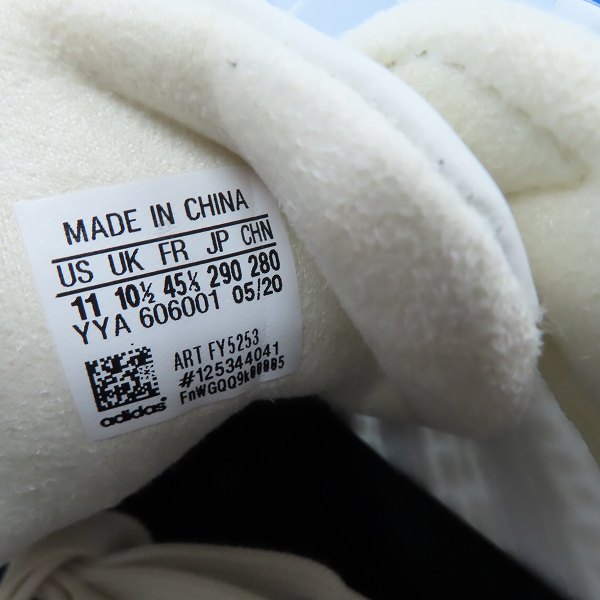 MADE IN CHINA
US UK FR JP CHN
11 10½ 45⅓ 290 280
YYA 606001 05/20
ART FY5253
#125344041
adidas